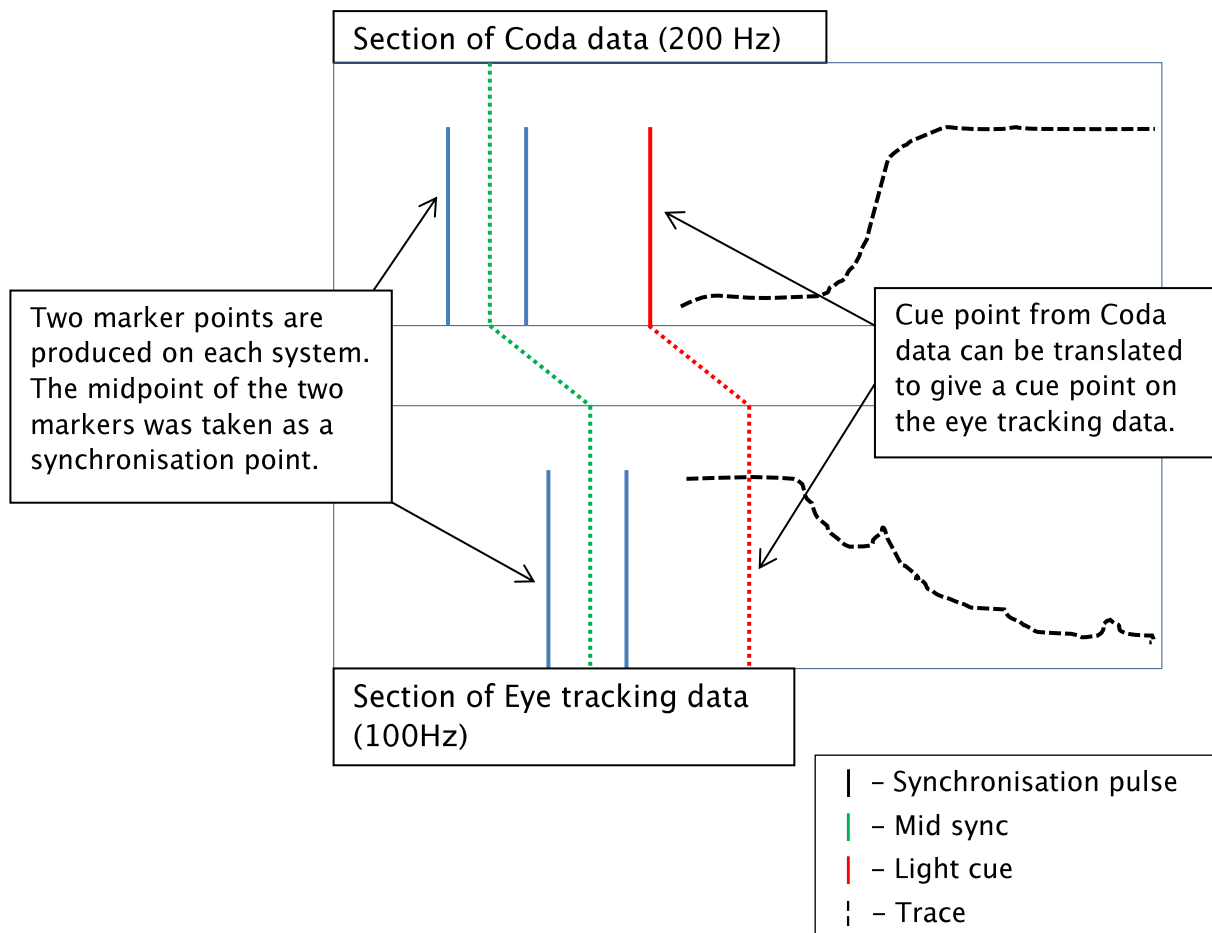 Section of Coda data (200 Hz)
Two marker points are
produced on each system.
The midpoint of the two
markers was taken as a
synchronisation point.
Cue point from Coda
data can be translated
to give a cue point on
the eye tracking data.
Section of Eye tracking data
(100Hz)
– Synchronisation pulse
– Mid sync
– Light cue
– Trace